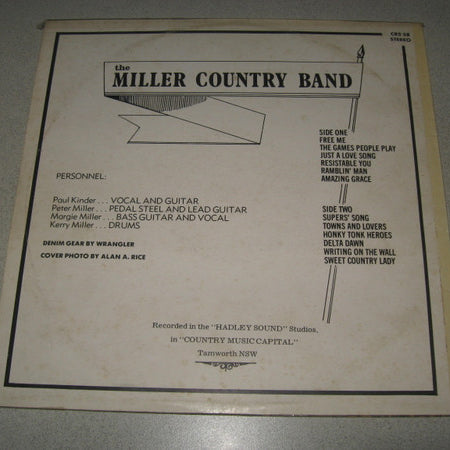 CRS 58
STEREO
the
MILLER COUNTRY BAND
SIDE ONE
FREE ME
THE GAMES PEOPLE PLAY
JUST A LOVE SONG
RESISTABLE YOU
RAMBLIN' MAN
AMAZING GRACE
PERSONNEL:
Paul Kinder . . . VOCAL AND GUITAR
Peter Miller . . . PEDAL STEEL AND LEAD GUITAR
Margie Miller . . . BASS GUITAR AND VOCAL
Kerry Miller . . . DRUMS
SIDE TWO
SUPERS' SONG
TOWNS AND LOVERS
HONKY TONK HEROES
DELTA DAWN
WRITING ON THE WALL
SWEET COUNTRY LADY
DENIM GEAR BY WRANGLER
COVER PHOTO BY ALAN A. RICE
Recorded in the "HADLEY SOUND" Studios,
in "COUNTRY MUSIC CAPITAL"
Tamworth NSW